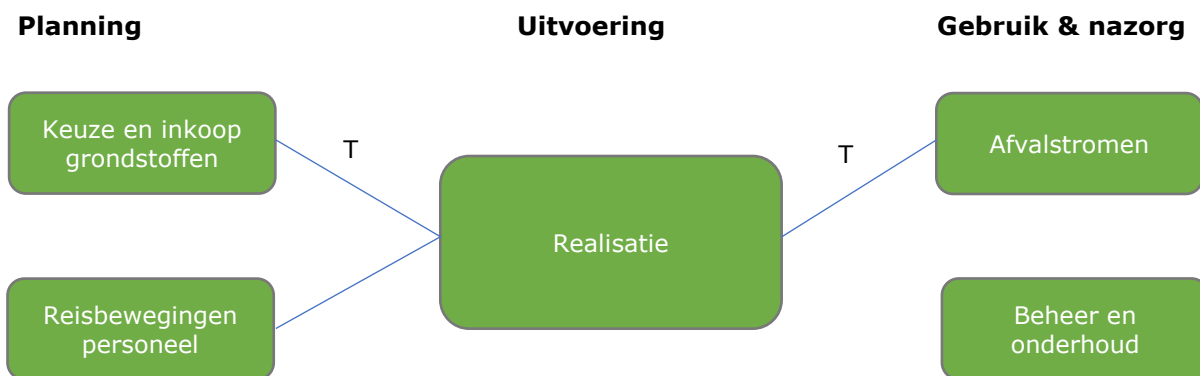 Planning
Uitvoering
Gebruik & nazorg
Keuze en inkoop
grondstoffen
T
Realisatie
T
Afvalstromen
Reisbewegingen
personeel
Beheer en
onderhoud